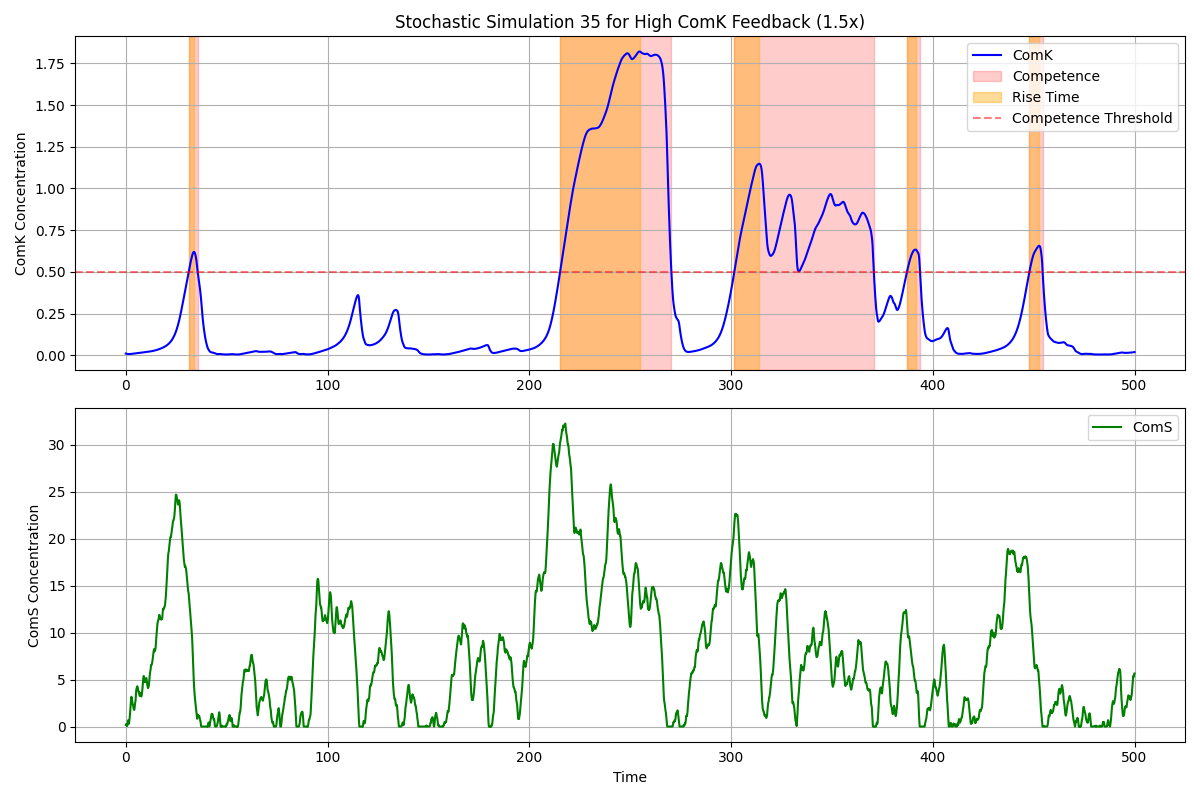 Stochastic Simulation 35 for High ComK Feedback (1.5x)
ComK Concentration
1.75
1.50
1.25
1.00
0.75
0.50
0.25
0.00
ComK
Competence
Rise Time
Competence Threshold
0 100 200 300 400 500
ComS Concentration
30
25
20
15
10
5
0
ComS
0 100 200 300 400 500
Time